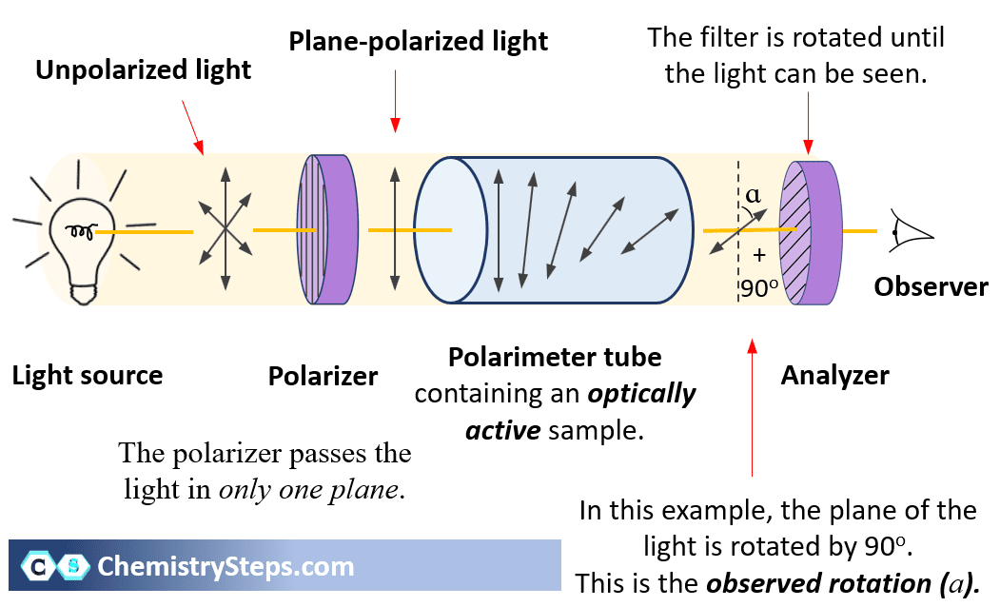 Unpolarized light
Plane-polarized light
The filter is rotated until
the light can be seen.
α
+
90°
Observer
Light source
Polarizer
Polarimeter tube
containing an optically
active sample.
Analyzer
The polarizer passes the
light in only one plane.
In this example, the plane of the
light is rotated by 90°.
This is the observed rotation (α).
C S ChemistrySteps.com